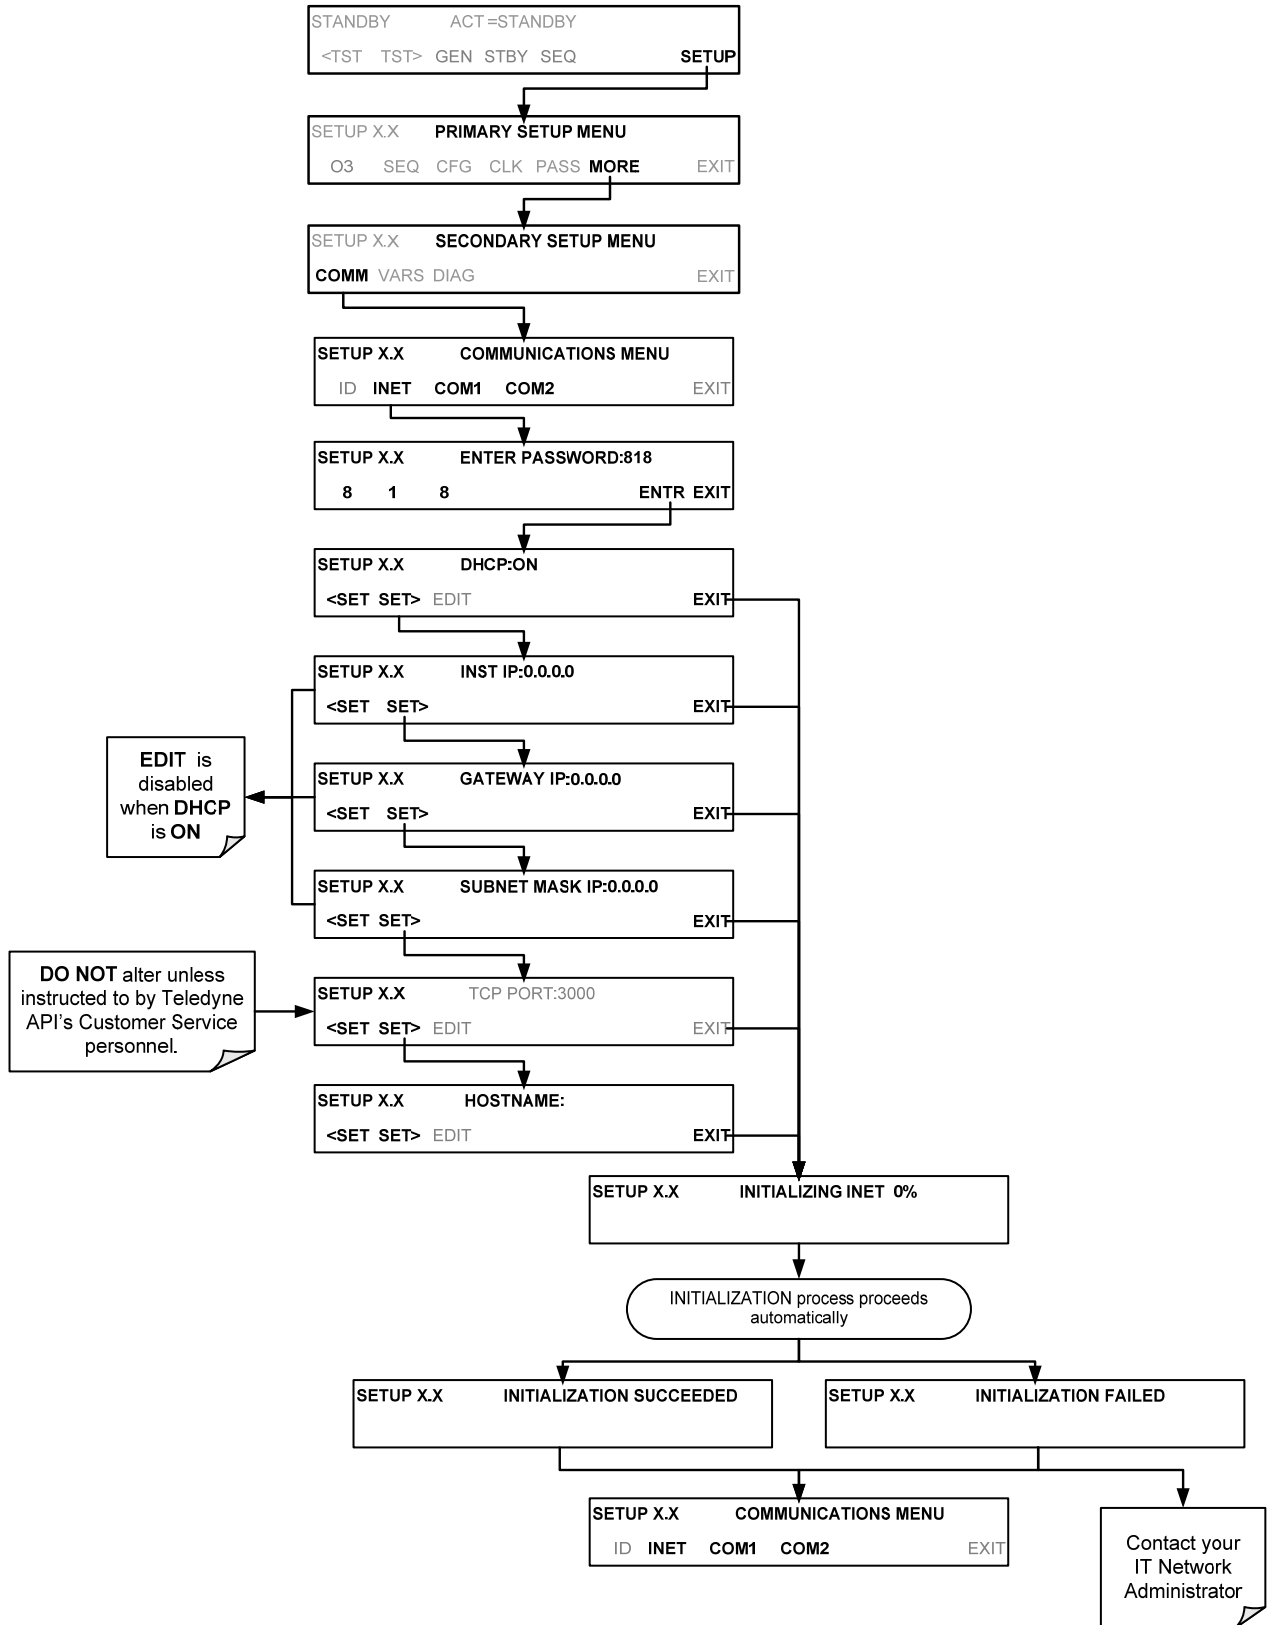 STANDBY ACT =STANDBY
<TST TST> GEN STBY SEQ SETUP
SETUP X.X PRIMARY SETUP MENU
O3 SEQ CFG CLK PASS MORE EXIT
SETUP X.X SECONDARY SETUP MENU
COMM VARS DIAG EXIT
SETUP X.X COMMUNICATIONS MENU
ID INET COM1 COM2 EXIT
SETUP X.X ENTER PASSWORD:818
8 1 8 ENTR EXIT
SETUP X.X DHCP:ON
<SET SET> EDIT EXIT
SETUP X.X INST IP:0.0.0.0
<SET SET> EXIT
EDIT is
disabled
when DHCP
is ON
SETUP X.X GATEWAY IP:0.0.0.0
<SET SET> EXIT
SETUP X.X SUBNET MASK IP:0.0.0.0
<SET SET> EXIT
DO NOT alter unless
instructed to by Teledyne
API's Customer Service
personnel.
SETUP X.X TCP PORT:3000
<SET SET> EDIT EXIT
SETUP X.X HOSTNAME:
<SET SET> EDIT EXIT
SETUP X.X INITIALIZING INET 0%
INITIALIZATION process proceeds
automatically
SETUP X.X INITIALIZATION SUCCEEDED
SETUP X.X INITIALIZATION FAILED
SETUP X.X COMMUNICATIONS MENU
ID INET COM1 COM2 EXIT
Contact your
IT Network
Administrator